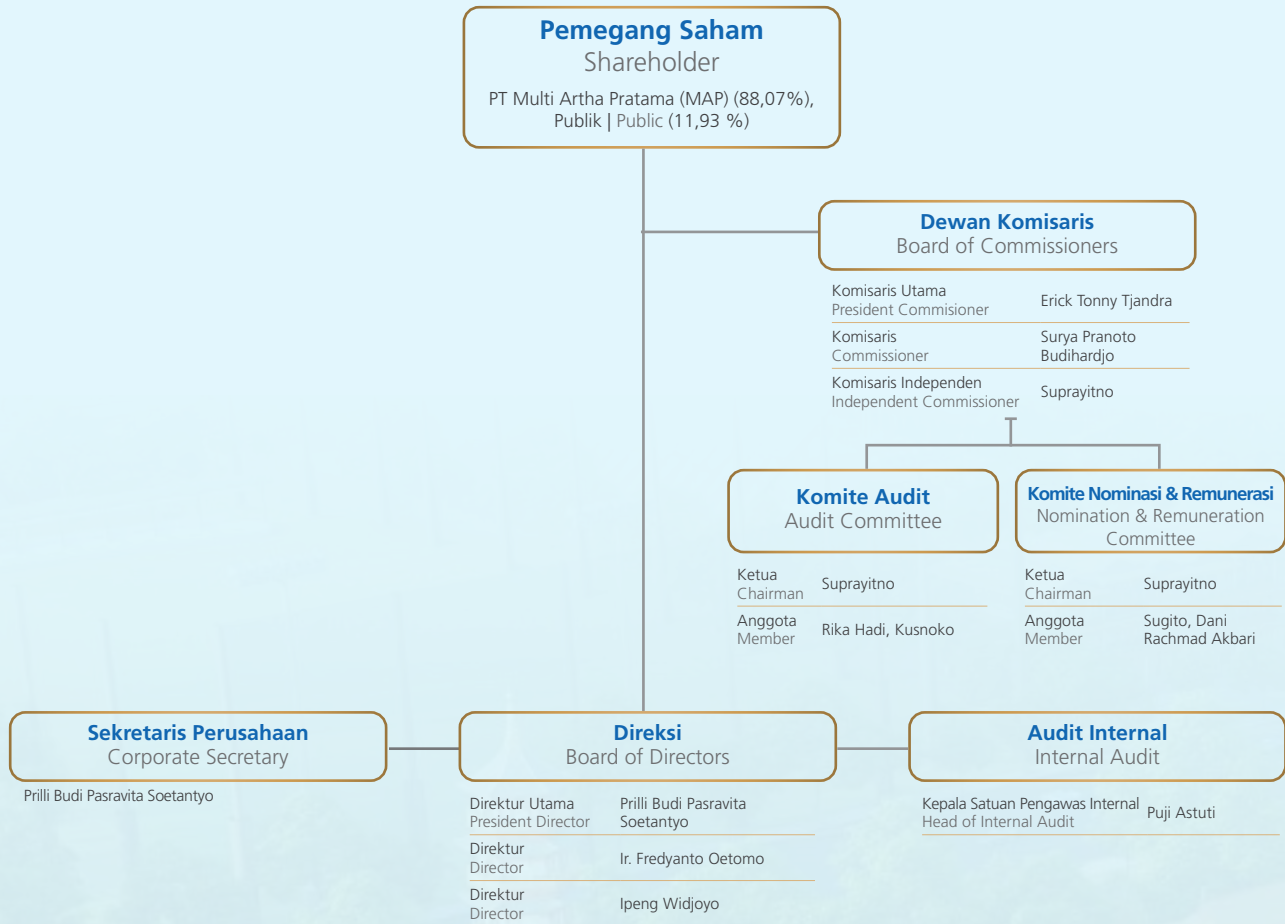 Pemegang Saham
Shareholder
PT Multi Artha Pratama (MAP) (88,07%),
Publik | Public (11,93 %)
Dewan Komisaris
Board of Commissioners
Komisaris Utama
President Commisioner
Erick Tonny Tjandra
Komisaris
Commissioner
Surya Pranoto
Budihardjo
Komisaris Independen
Independent Commissioner
Suprayitno
Komite Audit
Audit Committee
Ketua
Chairman
Suprayitno
Anggota
Member
Rika Hadi, Kusnoko
Komite Nominasi & Remunerasi
Nomination & Remuneration
Committee
Ketua
Chairman
Suprayitno
Anggota
Member
Sugito, Dani
Rachmad Akbari
Sekretaris Perusahaan
Corporate Secretary
Prilli Budi Pasravita Soetantyo
Direksi
Board of Directors
Direktur Utama
President Director
Prilli Budi Pasravita
Soetantyo
Direktur
Director
Ir. Fredyanto Oetomo
Direktur
Director
Ipeng Widjoyo
Audit Internal
Internal Audit
Kepala Satuan Pengawas Internal
Head of Internal Audit
Puji Astuti